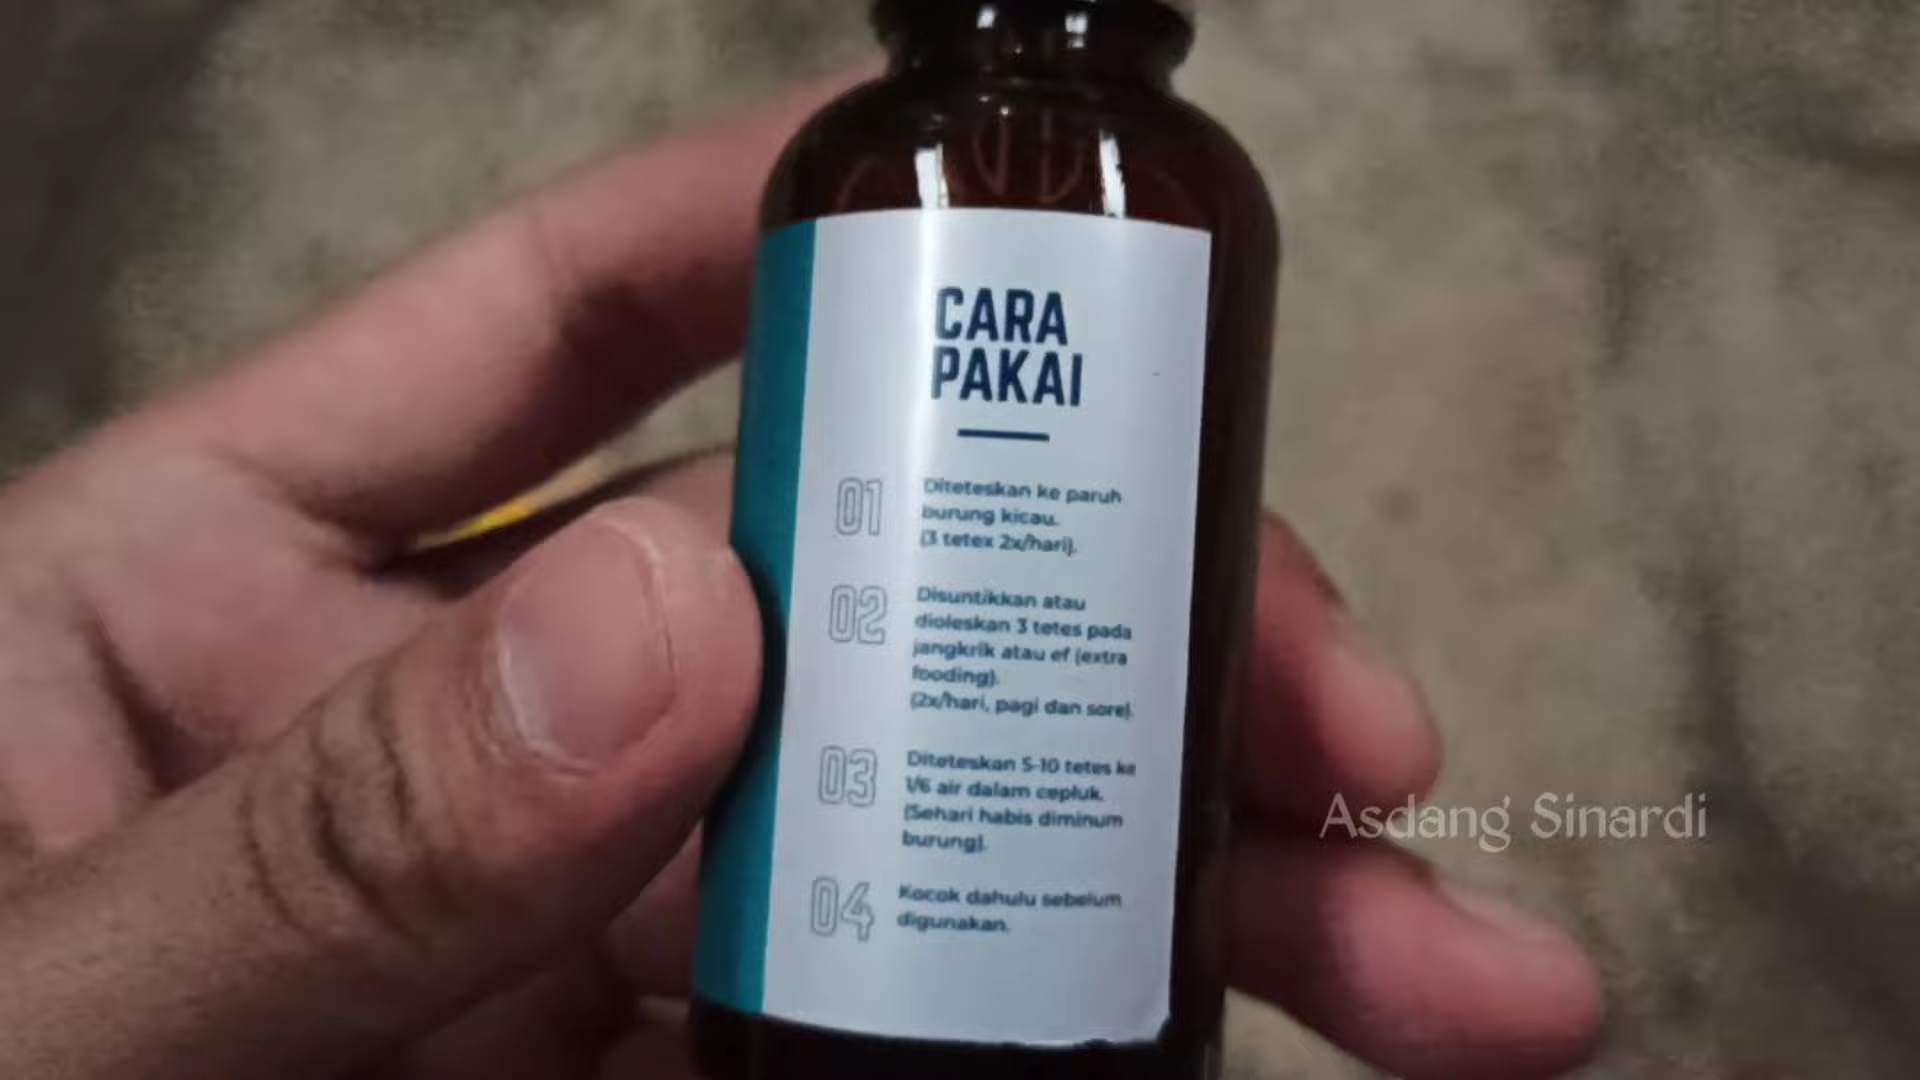 CARA
PAKAI
01
Diteteskan ke paruh
burung kicau.
(3 tetex 2x/hari).
02
Disuntikkan atau
dioleskan 3 tetes pada
jangkrik atau ef (extra
fooding).
(2x/hari, pagi dan sore).
03
Diteteskan 5-10 tetes ke
1/6 air dalam cepluk.
(Sehari habis diminum
burung).
04
Kocok dahulu sebelum
digunakan.
Asdang Sinardi